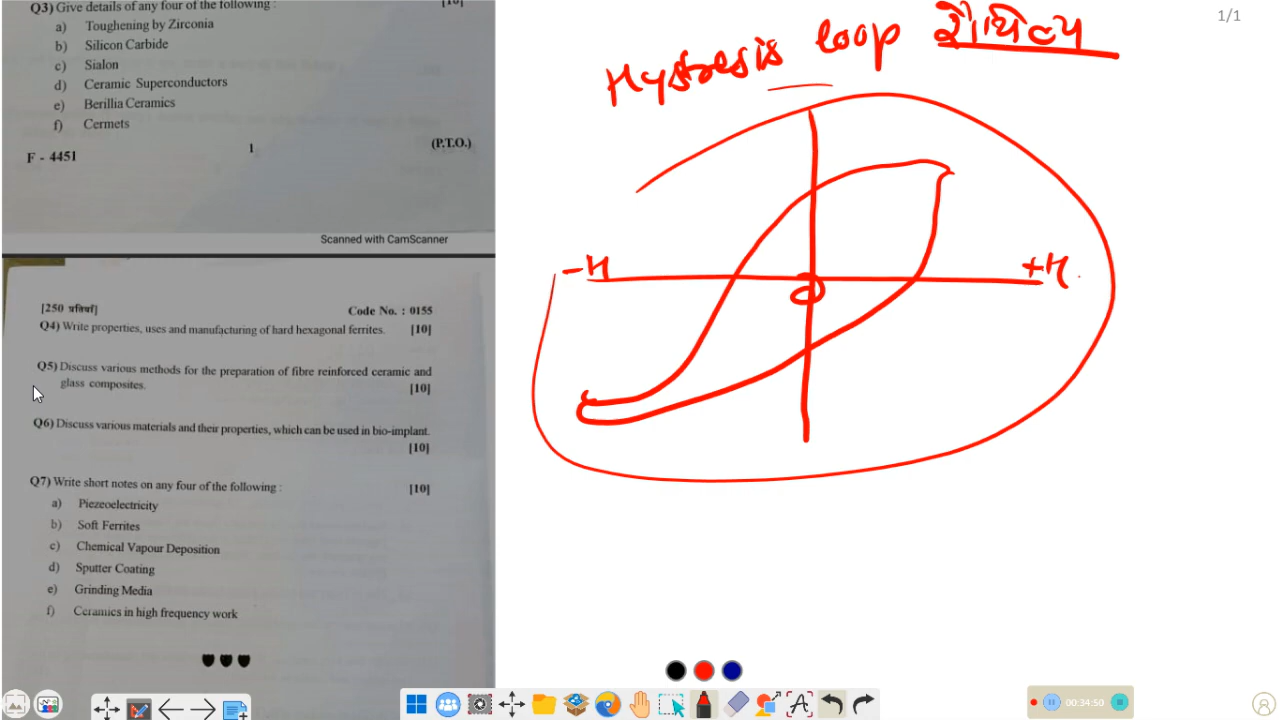 Q3) Give details of any four of the following :
[10]
a) Toughening by Zirconia
b) Silicon Carbide
c) Sialon
d) Ceramic Superconductors
e) Berillia Ceramics
f) Cermets
F - 4451
1
(P.T.O.)
Scanned with CamScanner
[250 प्रतियाँ]
Code No. : 0155
Q4) Write properties, uses and manufacturing of hard hexagonal ferrites. [10]
Q5) Discuss various methods for the preparation of fibre reinforced ceramic and
glass composites. [10]
Q6) Discuss various materials and their properties, which can be used in bio-implant.
[10]
Q7) Write short notes on any four of the following : [10]
a) Piezeoelectricity
b) Soft Ferrites
c) Chemical Vapour Deposition
d) Sputter Coating
e) Grinding Media
f) Ceramics in high frequency work
Hystresis loop शैथिल्य
-H
+H
O
1/1
00:34:50